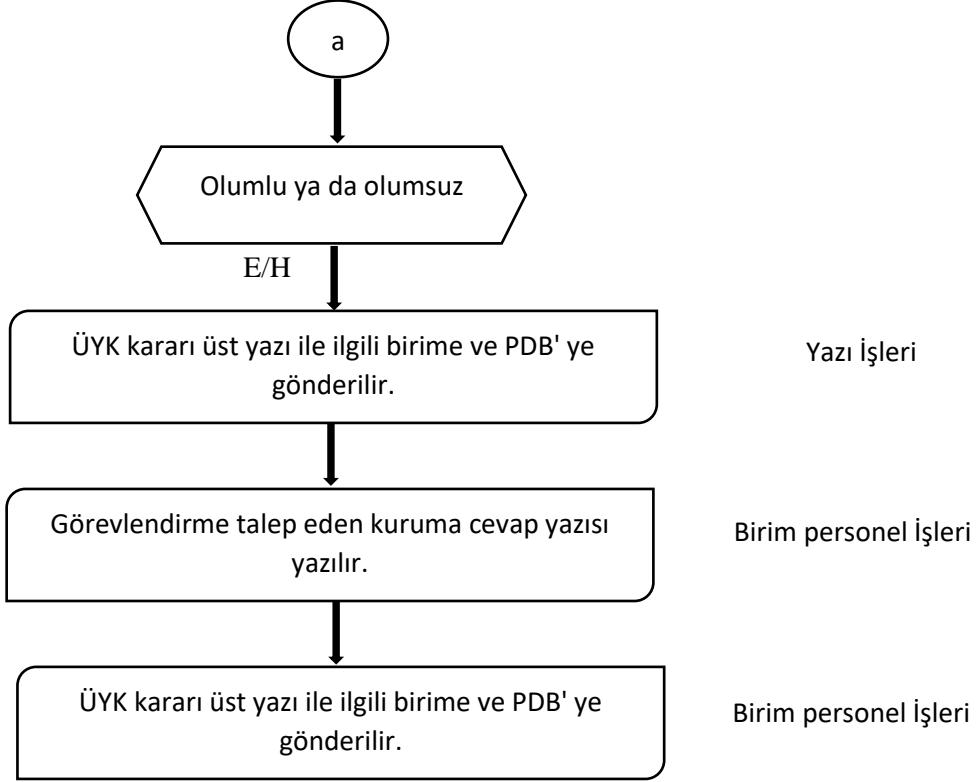 a
Olumlu ya da olumsuz
E/H
ÜYK kararı üst yazı ile ilgili birime ve PDB' ye
gönderilir.
Yazı İşleri
Görevlendirme talep eden kuruma cevap yazısı
yazılır.
Birim personel İşleri
ÜYK kararı üst yazı ile ilgili birime ve PDB' ye
gönderilir.
Birim personel İşleri